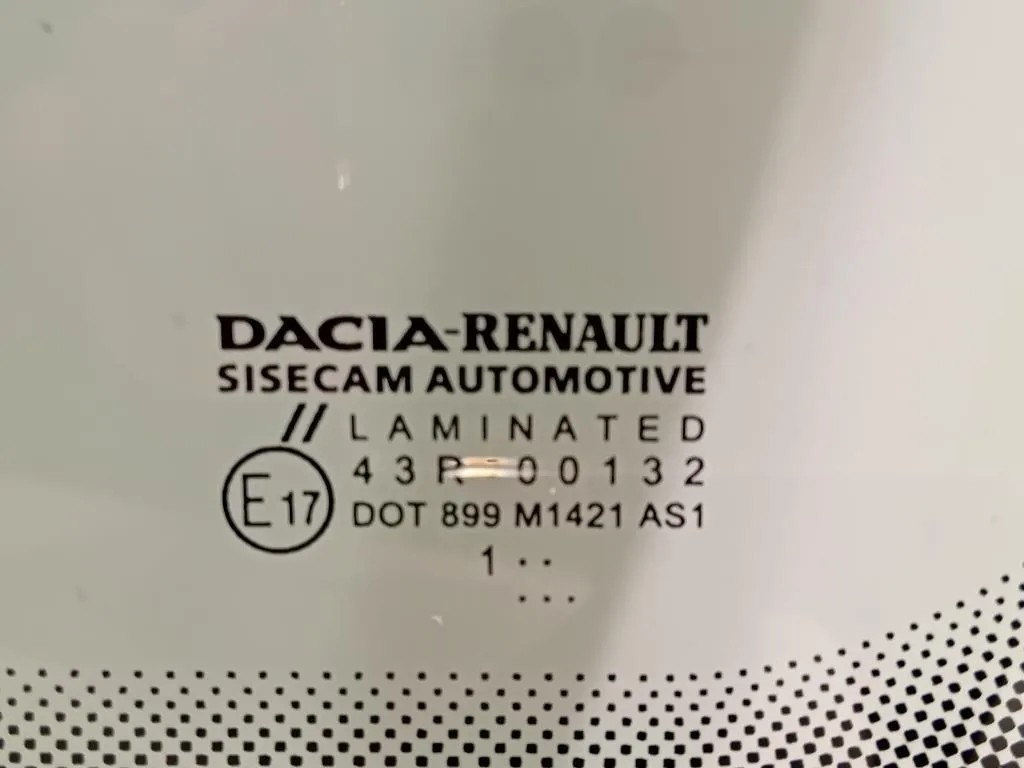 DACIA-RENAULT
SISECAM AUTOMOTIVE
// LAMINATED
E17 43R-00132
DOT 899 M1421 AS1
1 ..
...